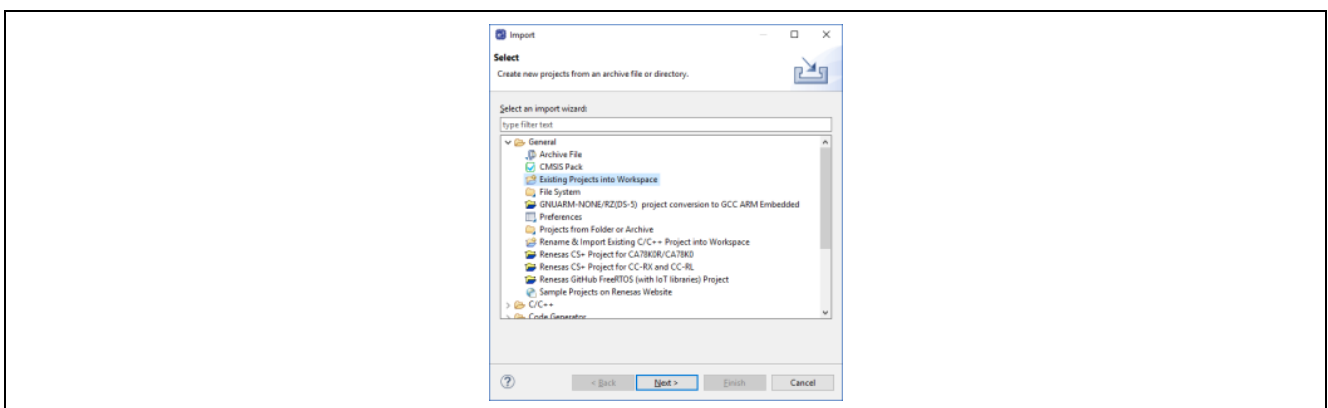 Import
Select
Create new projects from an archive file or directory.
Select an import wizard:
type filter text
General
Archive File
CMSIS Pack
Existing Projects into Workspace
File System
GNUARM-NONE/RZ(DS-5) project conversion to GCC ARM Embedded
Preferences
Projects from Folder or Archive
Rename & Import Existing C/C++ Project into Workspace
Renesas CS+ Project for CA78K0R/CA78K0
Renesas CS+ Project for CC-RX and CC-RL
Renesas GitHub FreeRTOS (with IoT libraries) Project
Sample Projects on Renesas Website
C/C++
Code Generator
? < Back Next > Finish Cancel